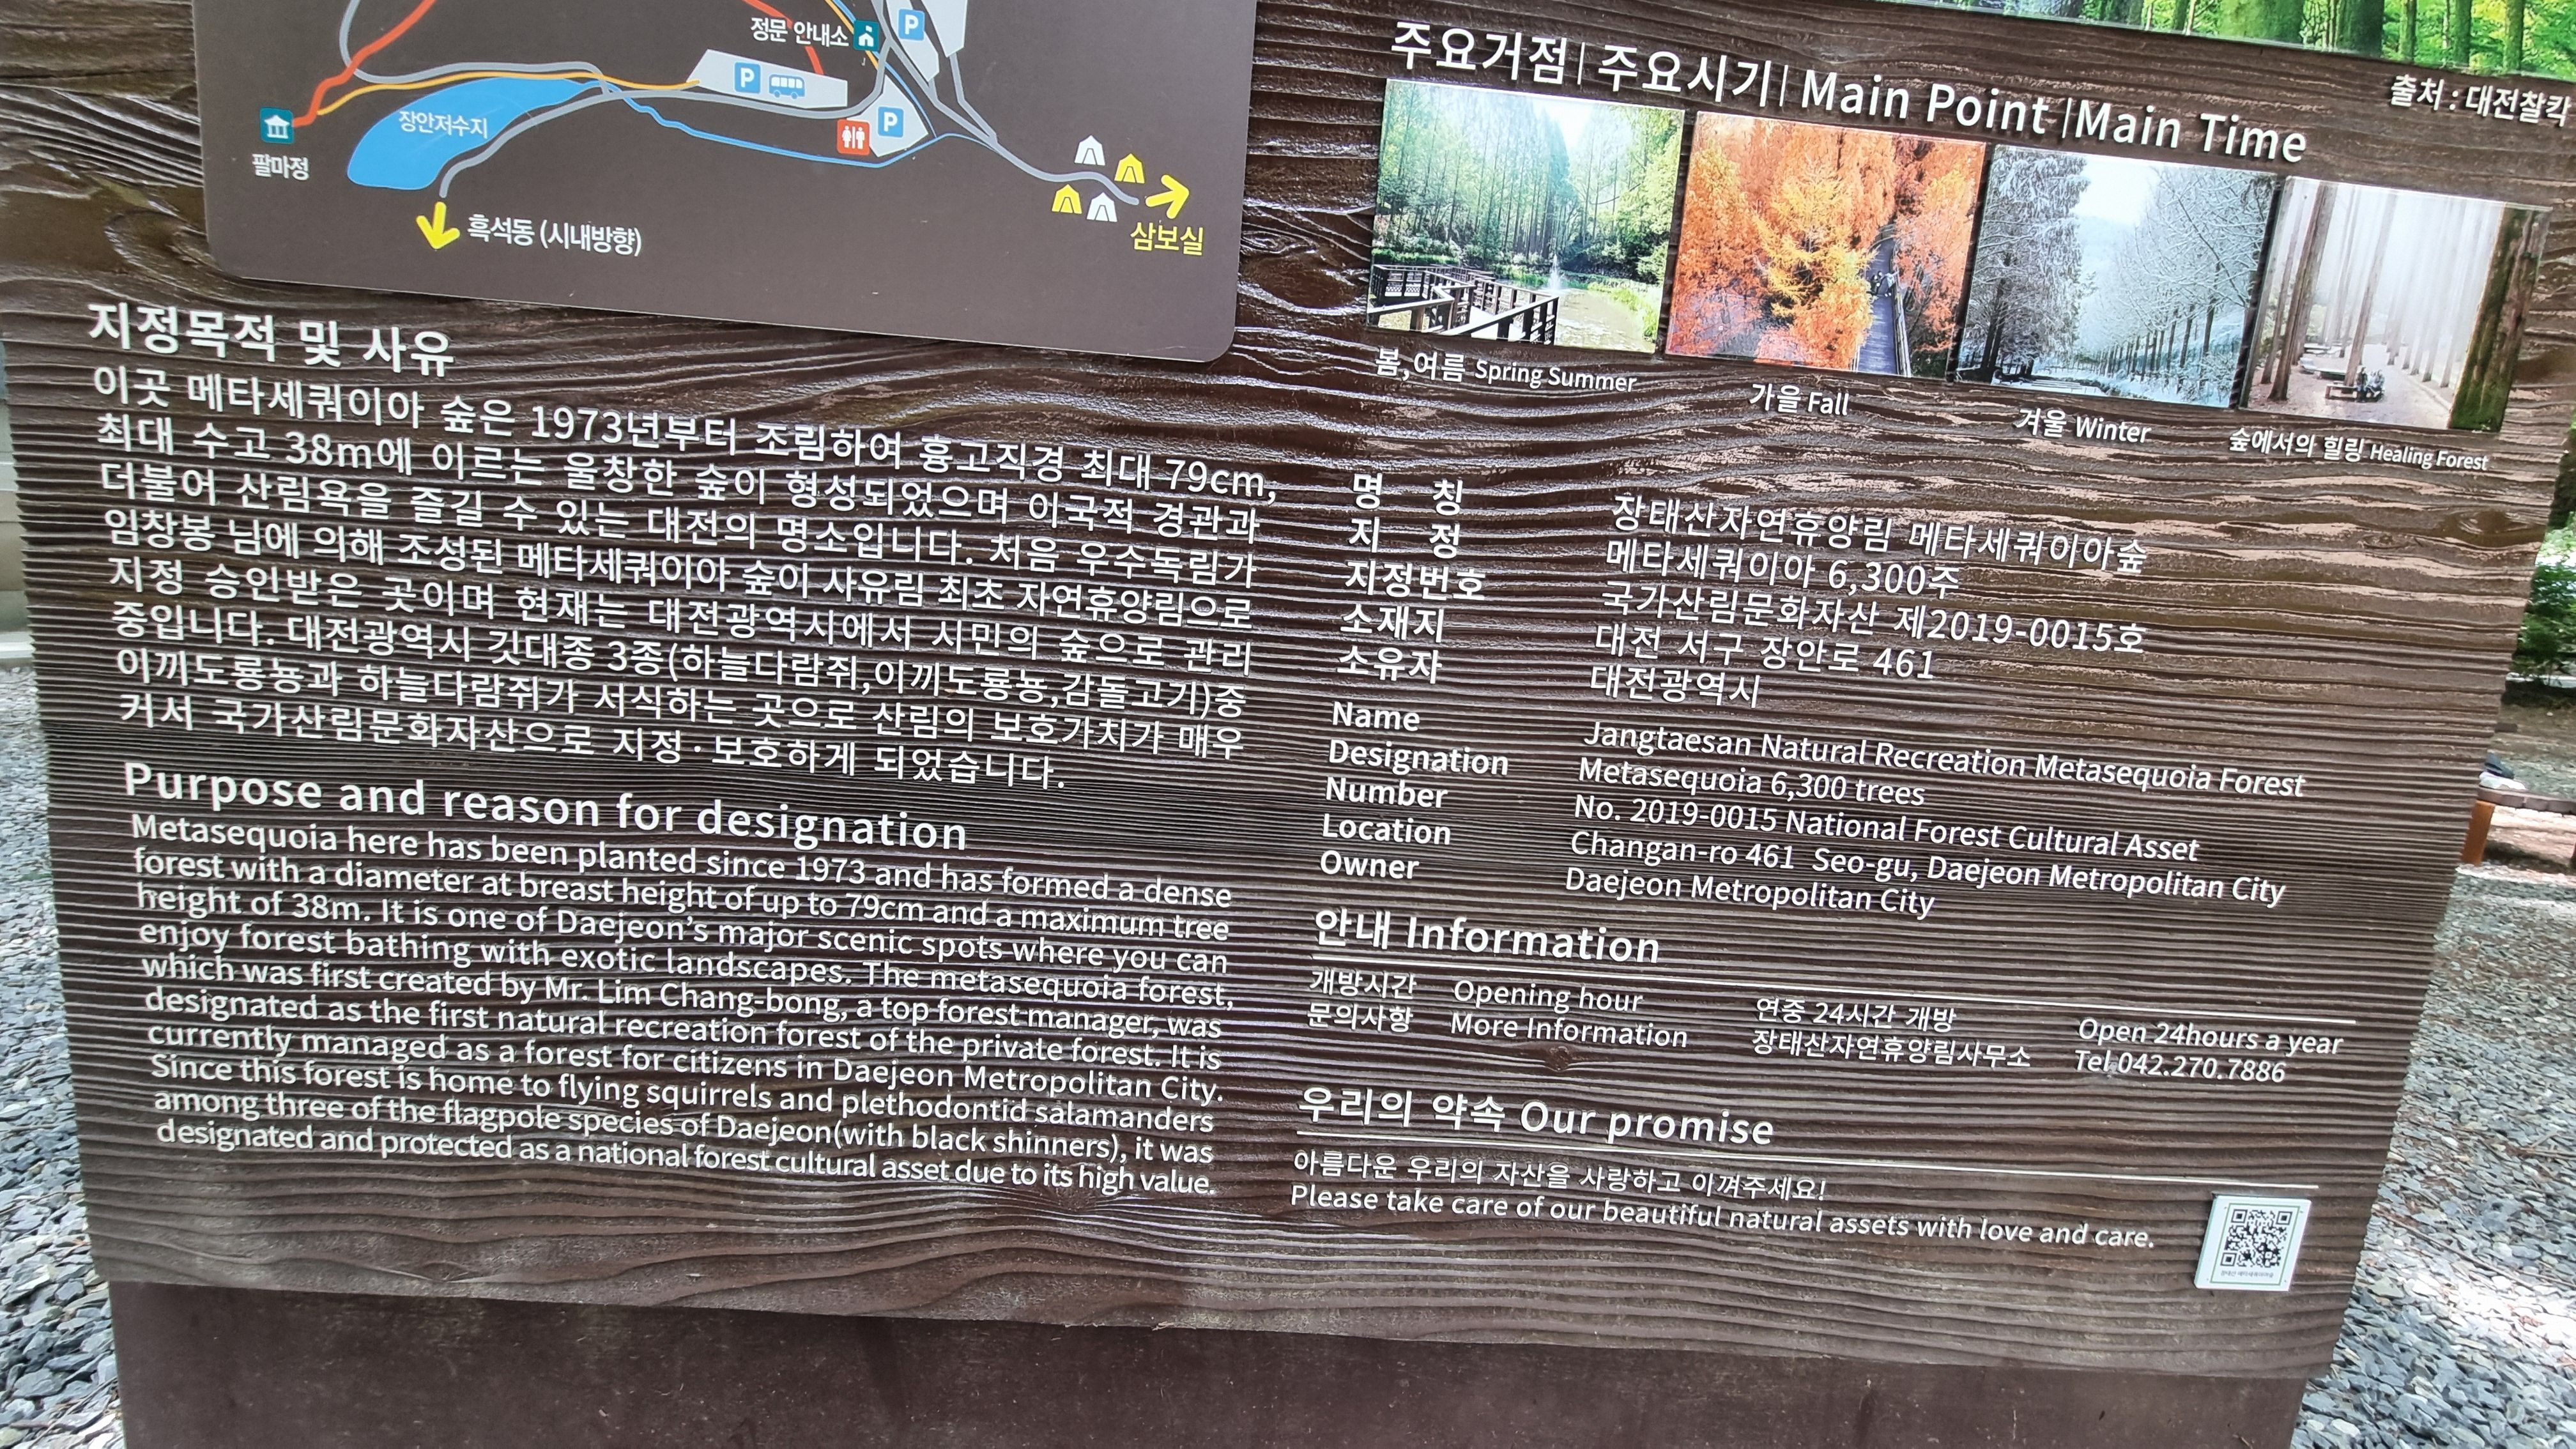 정문 안내소
P
P
P
장안저수지
팔마정
흑석동 (시내방향)
삼보실
출처 : 대전찰칵
주요거점| 주요시기| Main Point |Main Time
봄,여름 Spring Summer
가을 Fall
겨울 Winter
숲에서의 힐링 Healing Forest
지정목적 및 사유
이곳 메타세쿼이아 숲은 1973년부터 조림하여 흉고직경 최대 79cm,
최대 수고 38m에 이르는 울창한 숲이 형성되었으며 이국적 경관과
더불어 산림욕을 즐길 수 있는 대전의 명소입니다. 처음 우수독림가
임창봉 님에 의해 조성된 메타세쿼이아 숲이 사유림 최초 자연휴양림으로
지정 승인받은 곳이며 현재는 대전광역시에서 시민의 숲으로 관리
중입니다. 대전광역시 깃대종 3종(하늘다람쥐,이끼도롱뇽,감돌고기)중
이끼도롱뇽과 하늘다람쥐가 서식하는 곳으로 산림의 보호가치가 매우
커서 국가산림문화자산으로 지정·보호하게 되었습니다.
Purpose and reason for designation
Metasequoia here has been planted since 1973 and has formed a dense
forest with a diameter at breast height of up to 79cm and a maximum tree
height of 38m. It is one of Daejeon's major scenic spots where you can
enjoy forest bathing with exotic landscapes. The metasequoia forest,
which was first created by Mr. Lim Chang-bong, a top forest manager, was
designated as the first natural recreation forest of the private forest. It is
currently managed as a forest for citizens in Daejeon Metropolitan City.
Since this forest is home to flying squirrels and plethodontid salamanders
among three of the flagpole species of Daejeon(with black shinners), it was
designated and protected as a national forest cultural asset due to its high value.
명 칭 장태산자연휴양림 메타세쿼이아숲
지 정 메타세쿼이아 6,300주
지정번호 국가산림문화자산 제2019-0015호
소재지 대전 서구 장안로 461
소유자 대전광역시
Name Jangtaesan Natural Recreation Metasequoia Forest
Designation Metasequoia 6,300 trees
Number No. 2019-0015 National Forest Cultural Asset
Location Changan-ro 461 Seo-gu, Daejeon Metropolitan City
Owner Daejeon Metropolitan City
안내 Information
개방시간 Opening hour 연중 24시간 개방 Open 24hours a year
문의사항 More Information 장태산자연휴양림사무소 Tel.042.270.7886
우리의 약속 Our promise
아름다운 우리의 자산을 사랑하고 아껴주세요!
Please take care of our beautiful natural assets with love and care.